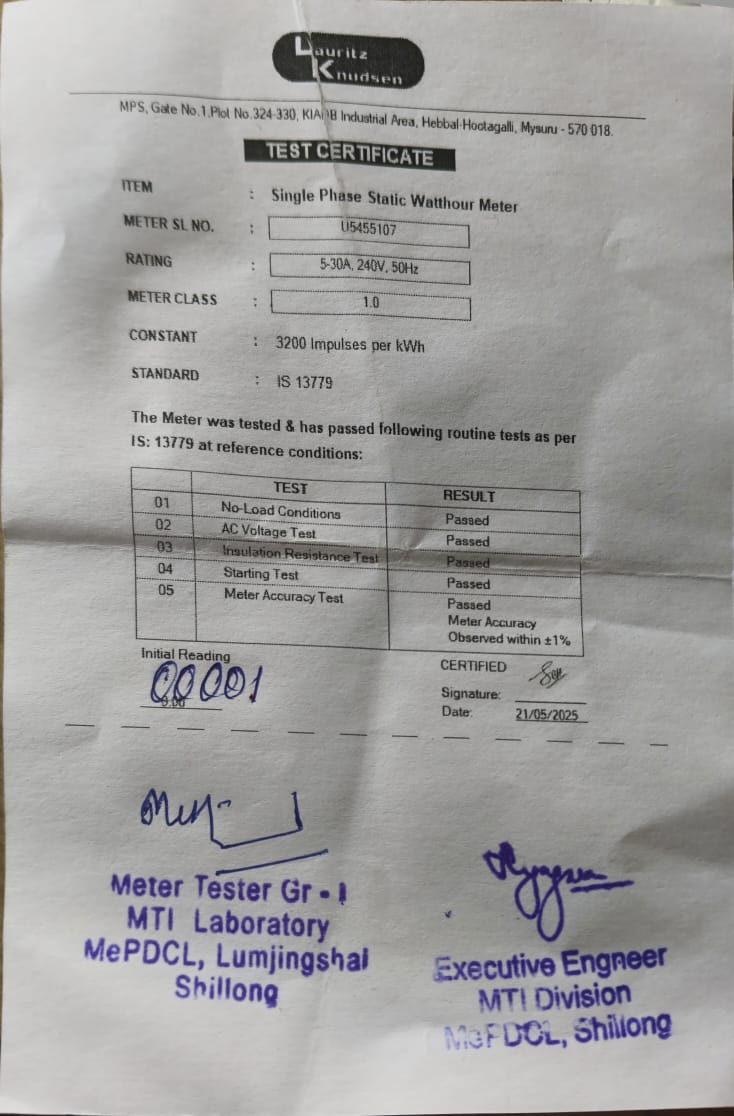 Lauritz
Knudsen
MPS, Gate No.1,Plot No.324-330, KIADB Industrial Area, Hebbal-Hootagalli, Mysuru - 570 018.
TEST CERTIFICATE
ITEM : Single Phase Static Watthour Meter
METER SL NO. : U5455107
RATING : 5-30A, 240V, 50Hz
METER CLASS : 1.0
CONSTANT : 3200 Impulses per kWh
STANDARD : IS 13779
The Meter was tested & has passed following routine tests as per
IS: 13779 at reference conditions:
TEST RESULT
01 No-Load Conditions Passed
02 AC Voltage Test Passed
03 Insulation Resistance Test Passed
04 Starting Test Passed
05 Meter Accuracy Test Passed
Meter Accuracy
Observed within ±1%
Initial Reading
00001
0.00
CERTIFIED
Signature:
Date: 21/05/2025
Meter Tester Gr - I
MTI Laboratory
MePDCL, Lumjingshai
Shillong
Executive Engneer
MTI Division
MePDCL, Shillong